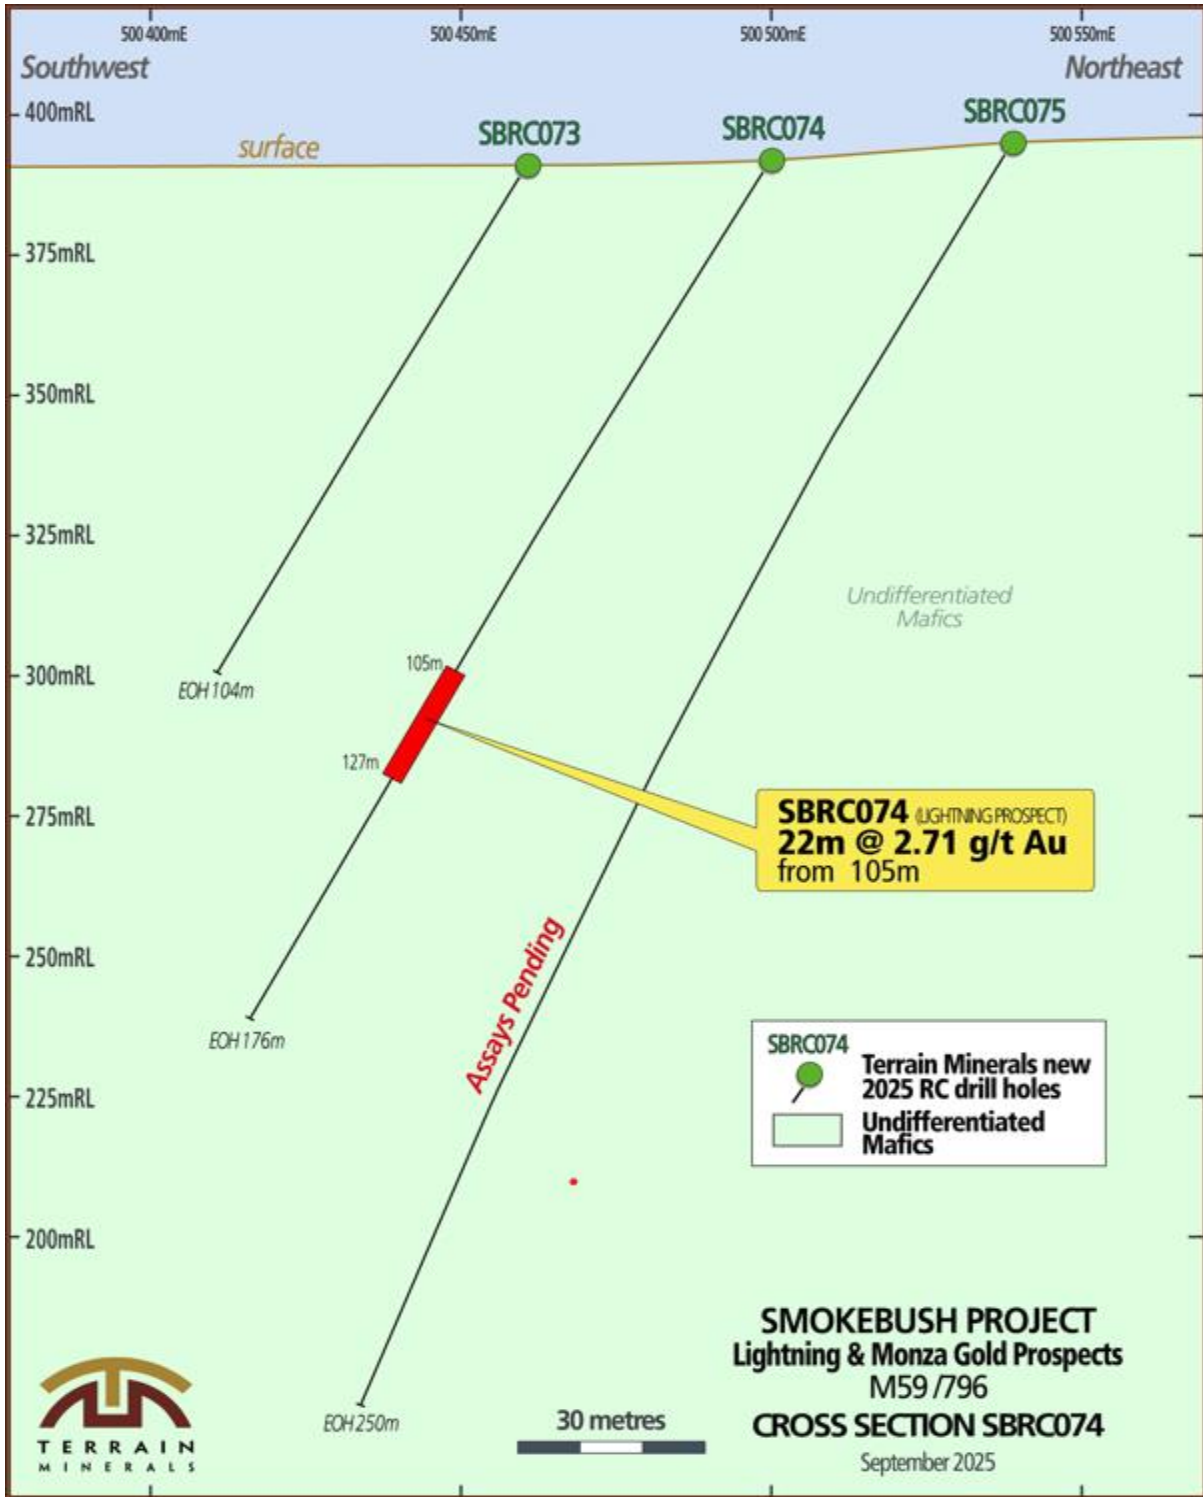 500 400mE
500 450mE
500 500mE
500 550mE
Southwest
Northeast
400mRL
SBRC073
SBRC074
SBRC075
surface
375mRL
350mRL
325mRL
Undifferentiated
Mafics
300mRL
105m
EOH 104m
127m
275mRL
SBRC074 (LIGHTNING PROSPECT)
22m @ 2.71 g/t Au
from 105m
250mRL
Assays Pending
EOH 176m
225mRL
SBRC074
Terrain Minerals new
2025 RC drill holes
Undifferentiated
Mafics
200mRL
SMOKEBUSH PROJECT
Lightning & Monza Gold Prospects
M59 /796
CROSS SECTION SBRC074
September 2025
EOH 250m
30 metres
TERRAIN
MINERALS